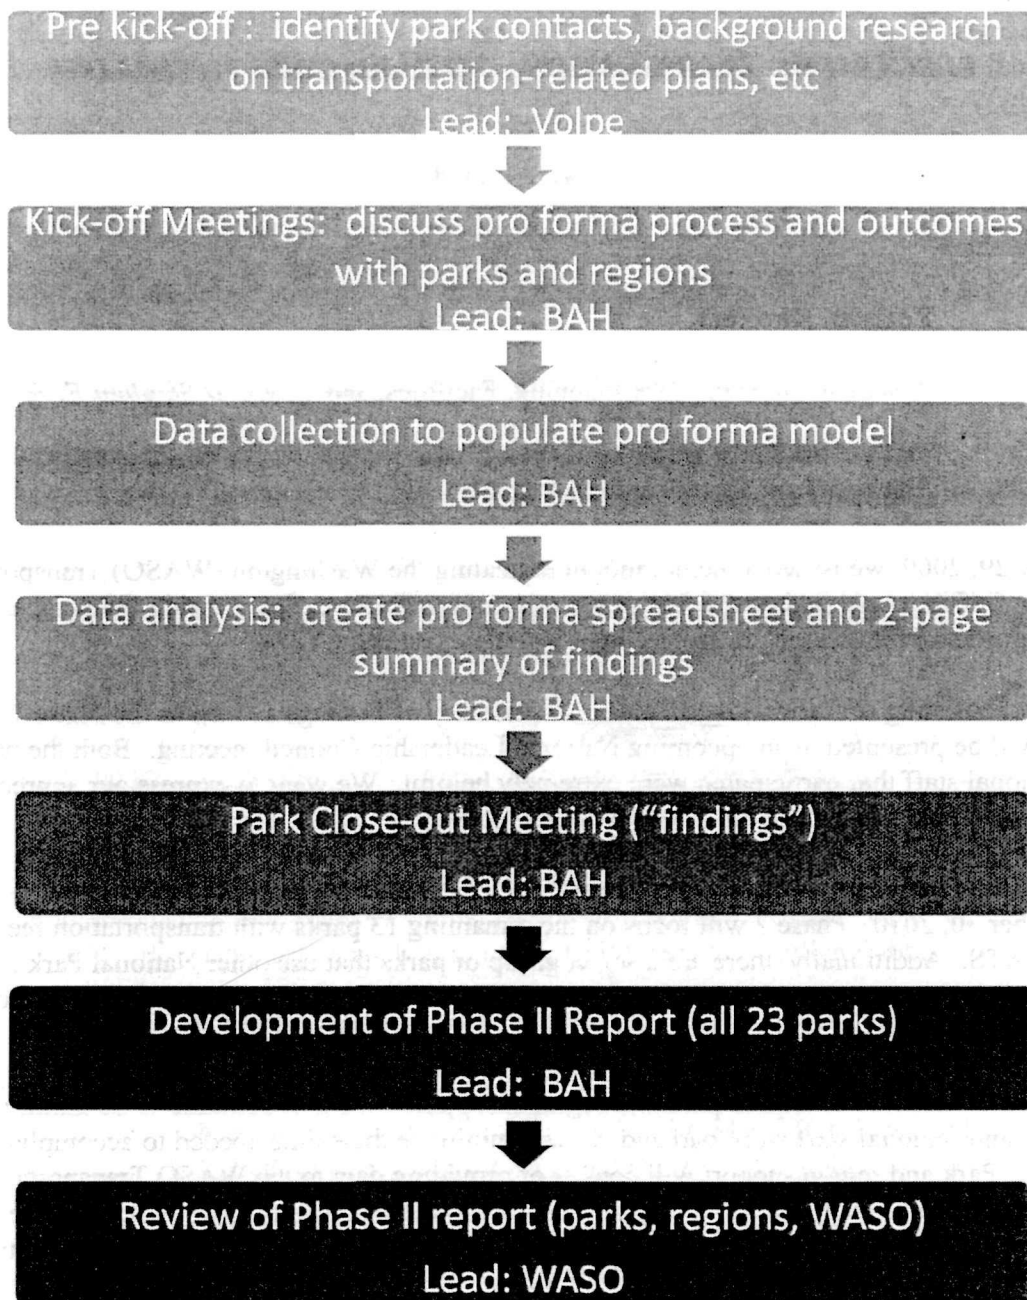 Pre kick-off : identify park contacts, background research
on transportation-related plans, etc
Lead: Volpe
Kick-off Meetings: discuss pro forma process and outcomes
with parks and regions
Lead: BAH
Data collection to populate pro forma model
Lead: BAH
Data analysis: create pro forma spreadsheet and 2-page
summary of findings
Lead: BAH
Park Close-out Meeting (“findings”)
Lead: BAH
Development of Phase II Report (all 23 parks)
Lead: BAH
Review of Phase II report (parks, regions, WASO)
Lead: WASO